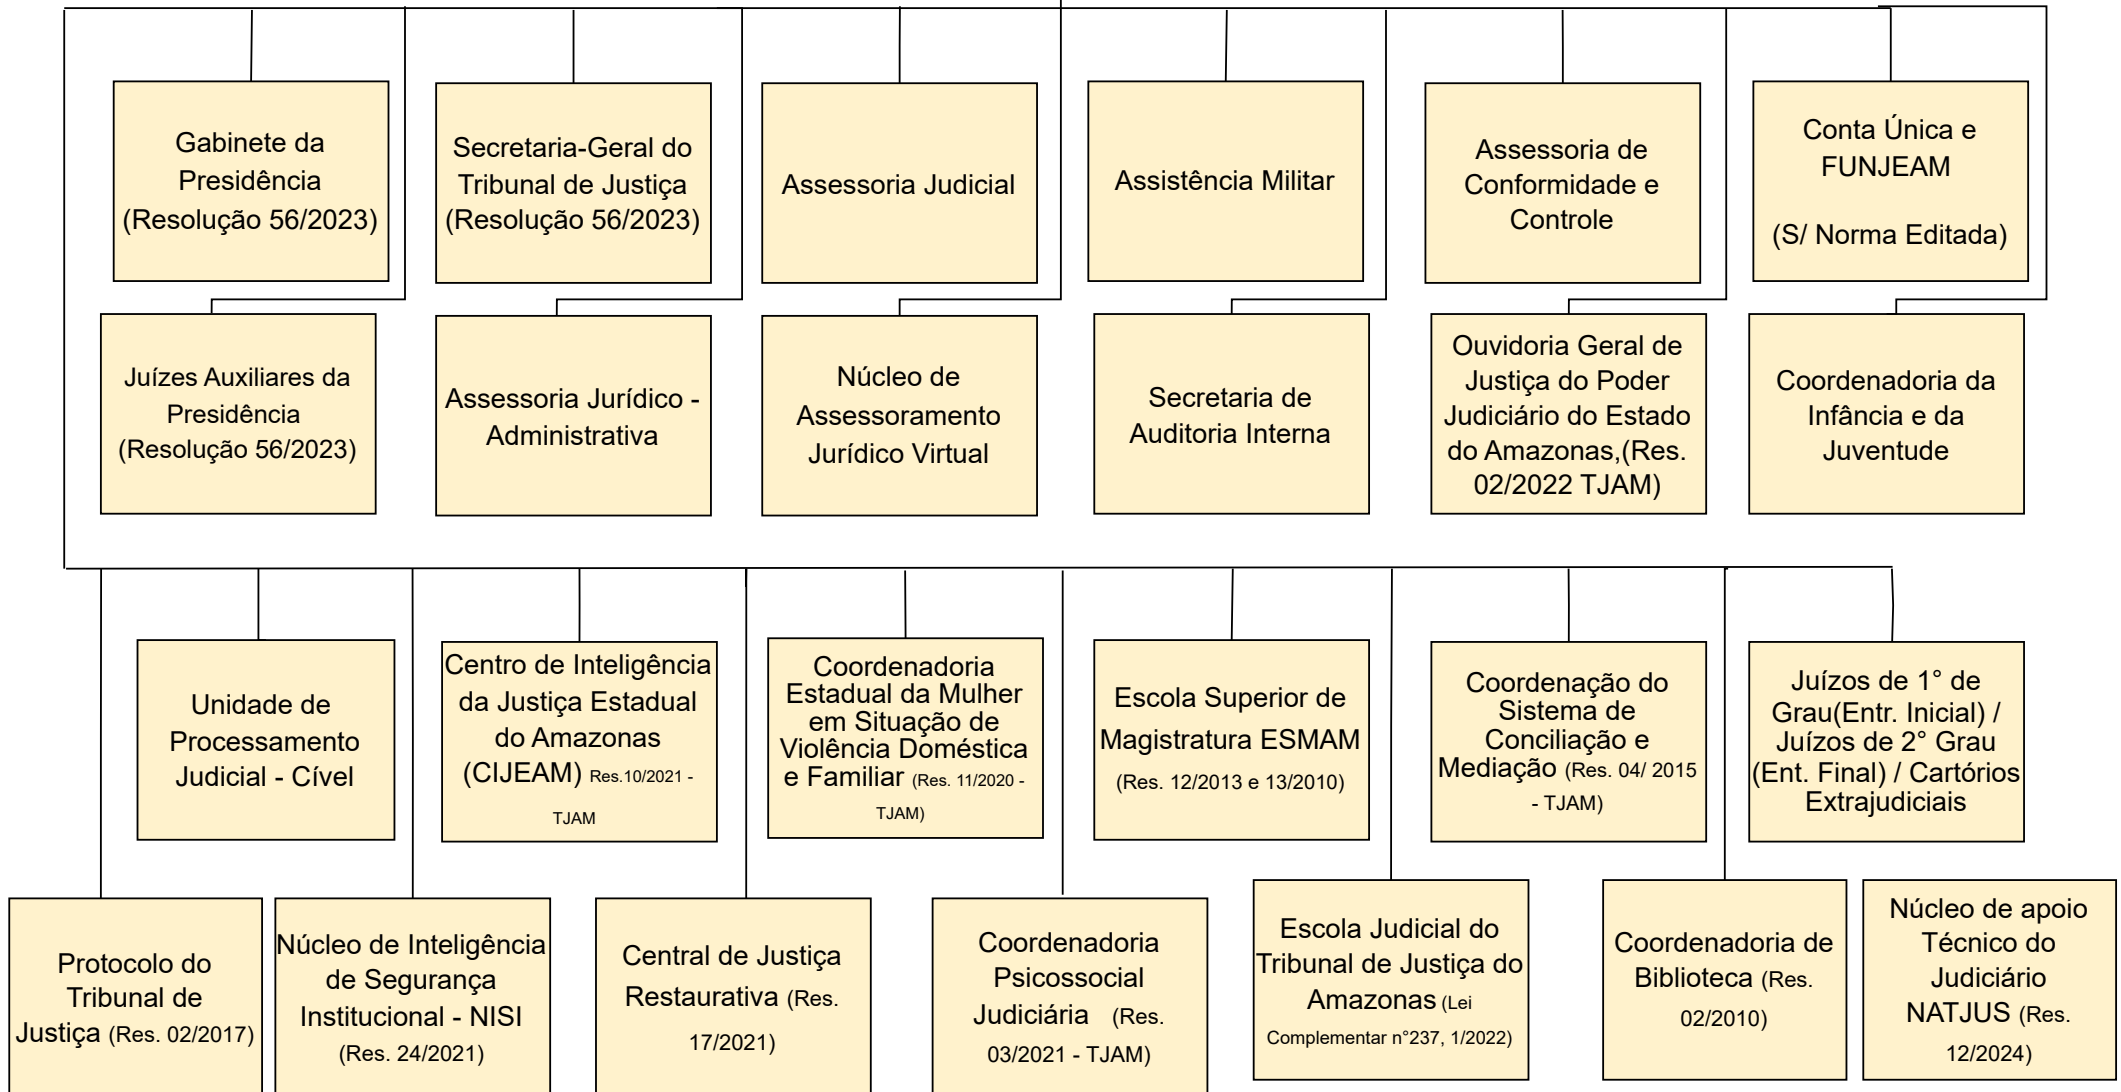 Gabinete da
Presidência
(Resolução 56/2023)
Secretaria-Geral do
Tribunal de Justiça
(Resolução 56/2023)
Assessoria Judicial
Assistência Militar
Assessoria de
Conformidade e
Controle
Conta Única e
FUNJEAM
(S/ Norma Editada)
Juízes Auxiliares da
Presidência
(Resolução 56/2023)
Assessoria Jurídico -
Administrativa
Núcleo de
Assessoramento
Jurídico Virtual
Secretaria de
Auditoria Interna
Ouvidoria Geral de
Justiça do Poder
Judiciário do Estado
do Amazonas,(Res.
02/2022 TJAM)
Coordenadoria da
Infância e da
Juventude
Unidade de
Processamento
Judicial - Cível
Centro de Inteligência
da Justiça Estadual
do Amazonas
(CIJEAM) Res.10/2021 -
TJAM
Coordenadoria
Estadual da Mulher
em Situação de
Violência Doméstica
e Familiar (Res. 11/2020 -
TJAM)
Escola Superior de
Magistratura ESMAM
(Res. 12/2013 e 13/2010)
Coordenação do
Sistema de
Conciliação e
Mediação (Res. 04/ 2015
- TJAM)
Juízos de 1° de
Grau(Entr. Inicial) /
Juízos de 2° Grau
(Ent. Final) / Cartórios
Extrajudiciais
Protocolo do
Tribunal de
Justiça (Res. 02/2017)
Núcleo de Inteligência
de Segurança
Institucional - NISI
(Res. 24/2021)
Central de Justiça
Restaurativa (Res.
17/2021)
Coordenadoria
Psicossocial
Judiciária (Res.
03/2021 - TJAM)
Escola Judicial do
Tribunal de Justiça do
Amazonas (Lei
Complementar n°237, 1/2022)
Coordenadoria de
Biblioteca (Res.
02/2010)
Núcleo de apoio
Técnico do
Judiciário
NATJUS (Res.
12/2024)